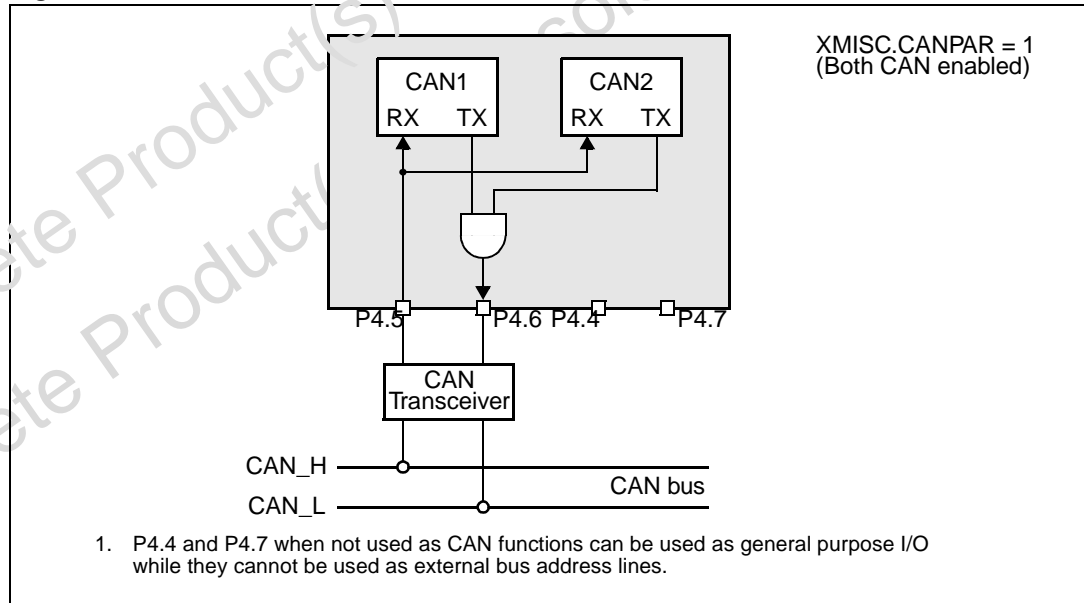 XMISC.CANPAR = 1
(Both CAN enabled)
CAN1
CAN2
RX TX
RX TX
P4.5
P4.6
P4.4
P4.7
CAN
Transceiver
CAN_H
CAN bus
CAN_L
1. P4.4 and P4.7 when not used as CAN functions can be used as general purpose I/O
while they cannot be used as external bus address lines.
Product(s)
Product(